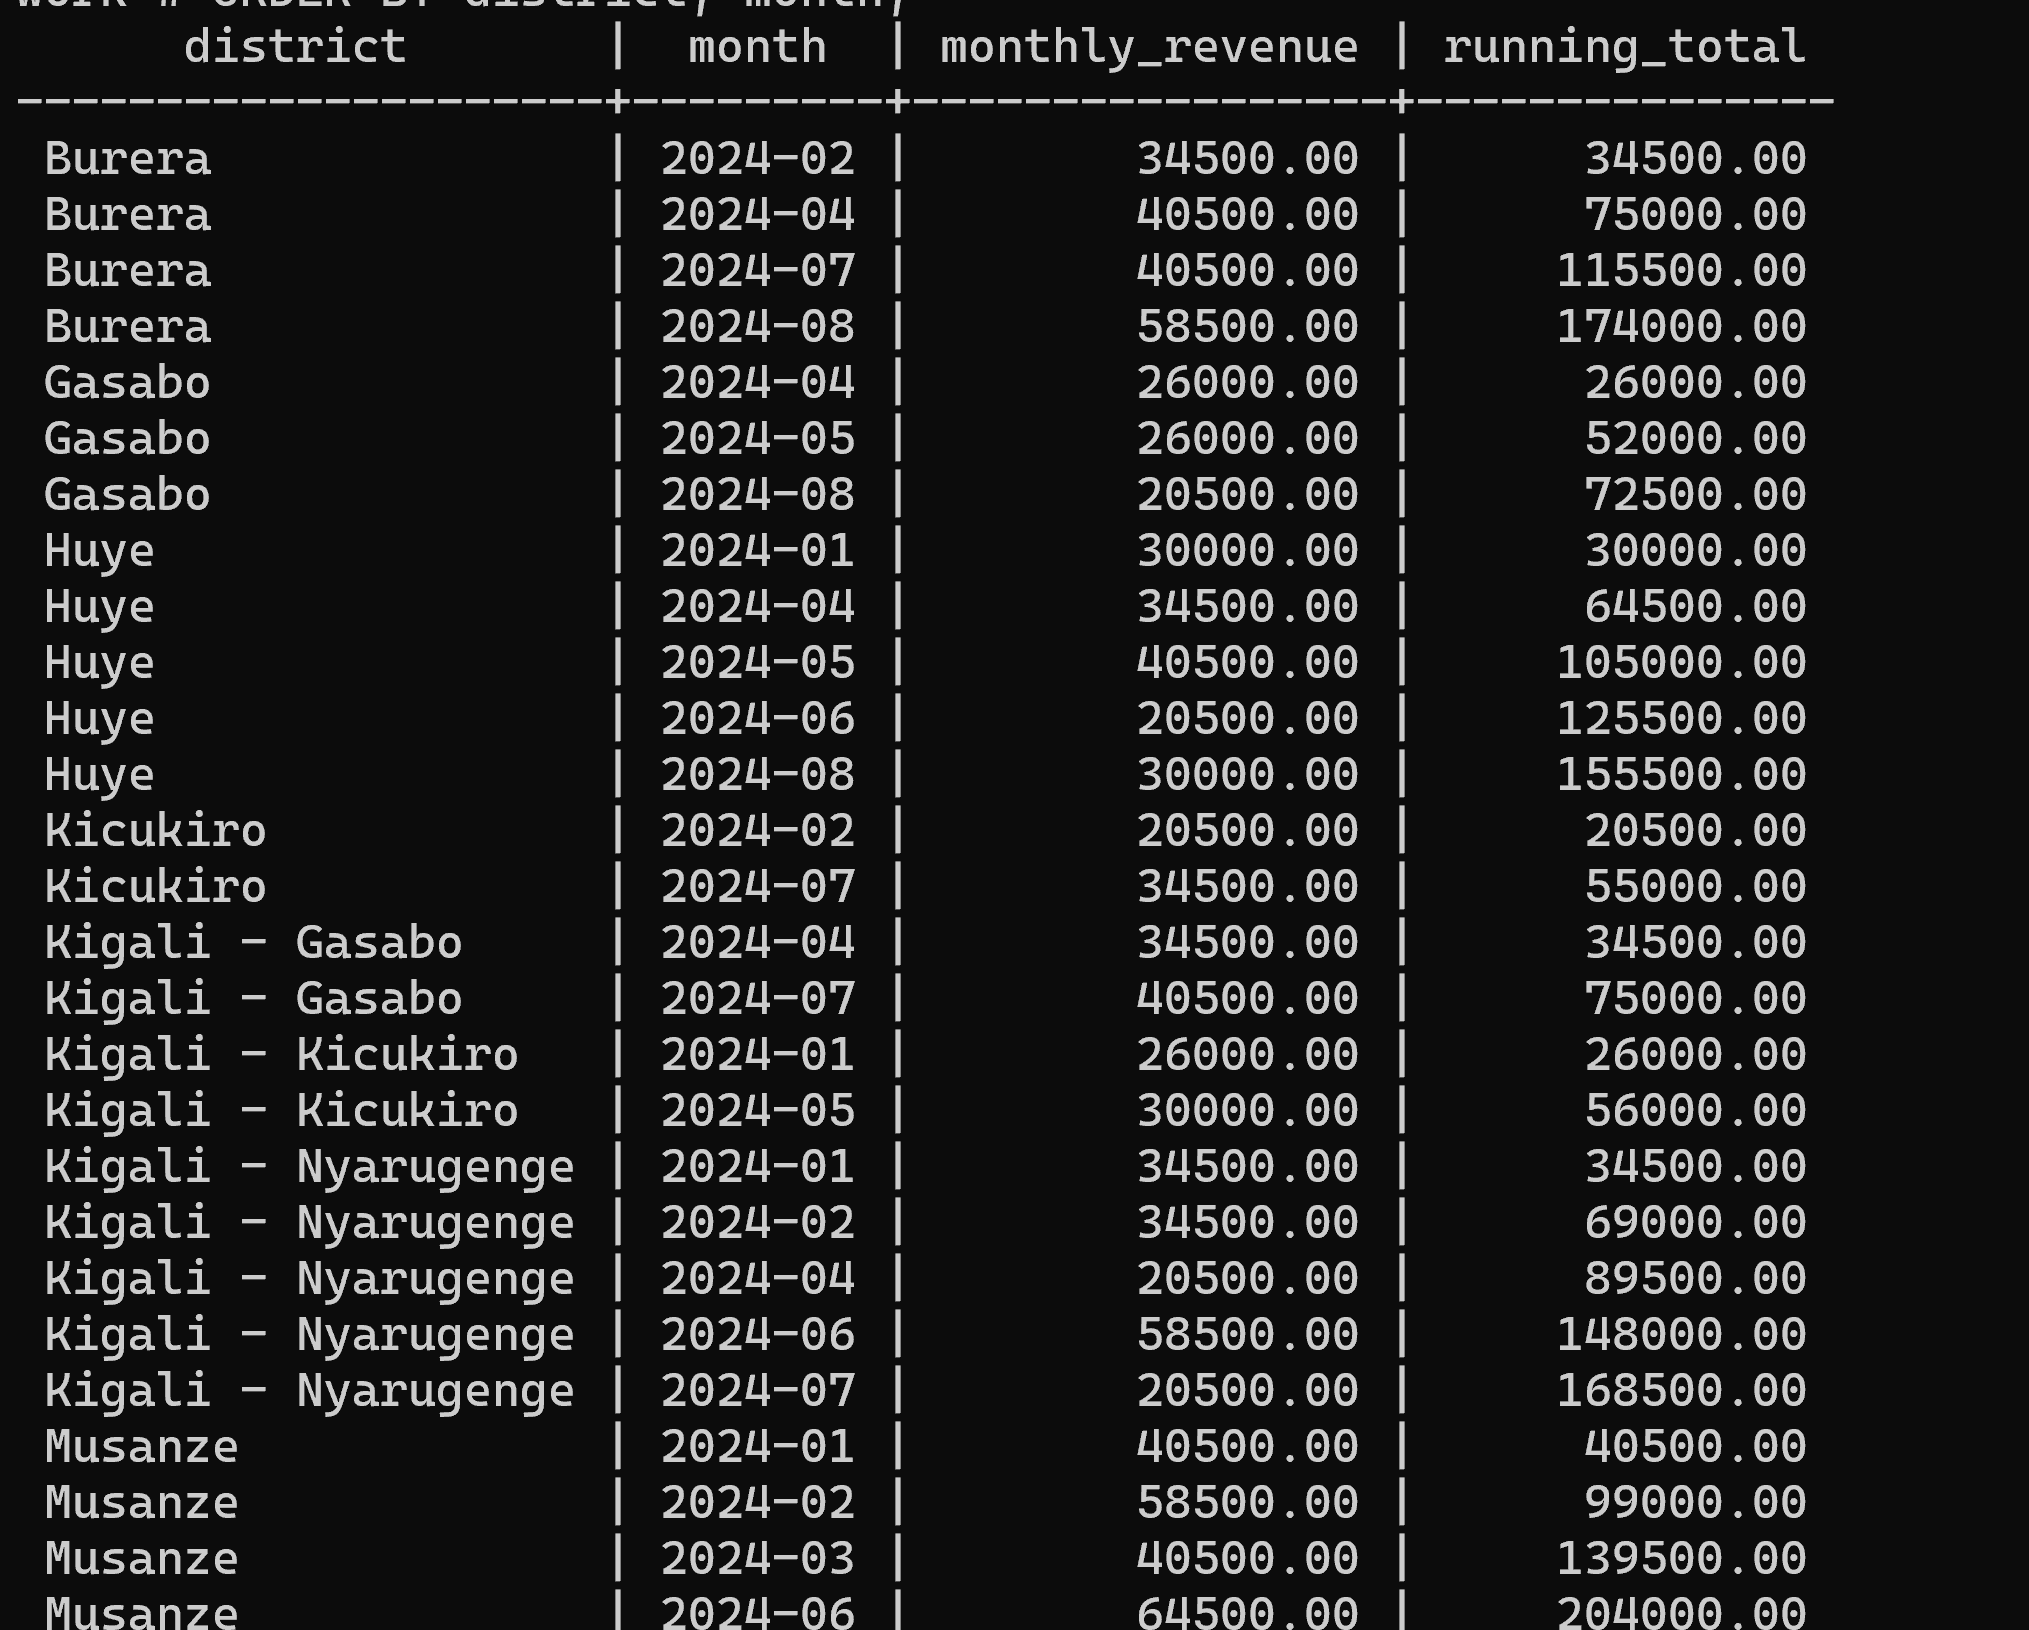 work # ORDER BY district, month;
district | month | monthly_revenue | running_total
---------------------+---------+-----------------+---------------
Burera | 2024-02 | 34500.00 | 34500.00
Burera | 2024-04 | 40500.00 | 75000.00
Burera | 2024-07 | 40500.00 | 115500.00
Burera | 2024-08 | 58500.00 | 174000.00
Gasabo | 2024-04 | 26000.00 | 26000.00
Gasabo | 2024-05 | 26000.00 | 52000.00
Gasabo | 2024-08 | 20500.00 | 72500.00
Huye | 2024-01 | 30000.00 | 30000.00
Huye | 2024-04 | 34500.00 | 64500.00
Huye | 2024-05 | 40500.00 | 105000.00
Huye | 2024-06 | 20500.00 | 125500.00
Huye | 2024-08 | 30000.00 | 155500.00
Kicukiro | 2024-02 | 20500.00 | 20500.00
Kicukiro | 2024-07 | 34500.00 | 55000.00
Kigali - Gasabo | 2024-04 | 34500.00 | 34500.00
Kigali - Gasabo | 2024-07 | 40500.00 | 75000.00
Kigali - Kicukiro | 2024-01 | 26000.00 | 26000.00
Kigali - Kicukiro | 2024-05 | 30000.00 | 56000.00
Kigali - Nyarugenge | 2024-01 | 34500.00 | 34500.00
Kigali - Nyarugenge | 2024-02 | 34500.00 | 69000.00
Kigali - Nyarugenge | 2024-04 | 20500.00 | 89500.00
Kigali - Nyarugenge | 2024-06 | 58500.00 | 148000.00
Kigali - Nyarugenge | 2024-07 | 20500.00 | 168500.00
Musanze | 2024-01 | 40500.00 | 40500.00
Musanze | 2024-02 | 58500.00 | 99000.00
Musanze | 2024-03 | 40500.00 | 139500.00
Musanze | 2024-06 | 64500.00 | 204000.00